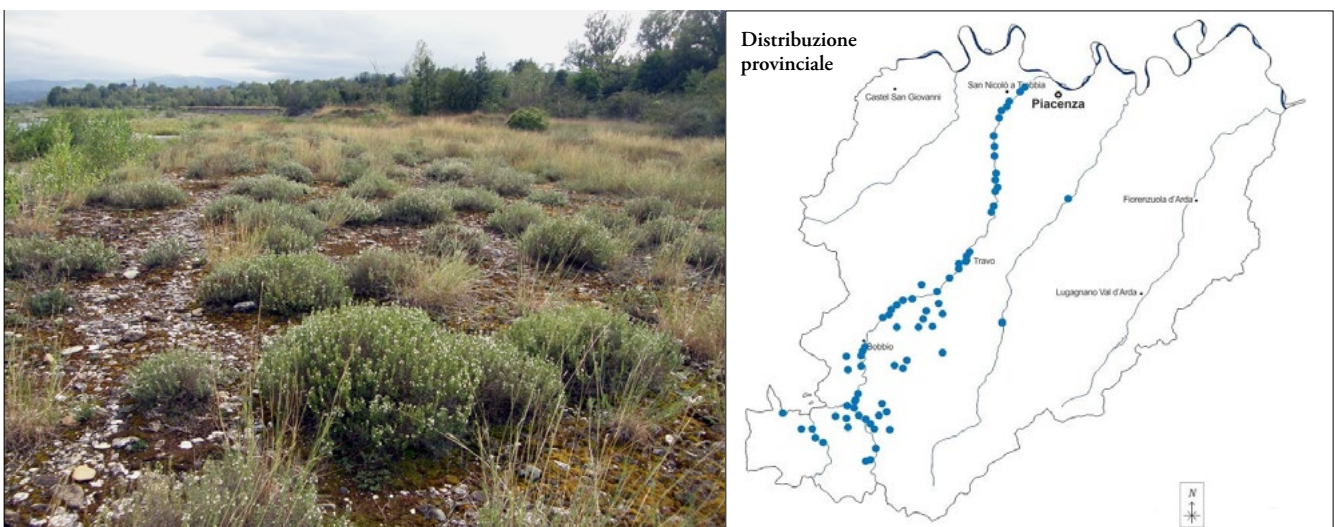 Distribuzione
provinciale
San Nicolò a Trebbia
Castel San Giovanni
Piacenza
Fiorenzuola d'Arda
Travo
Lugagnano Val d'Arda
Bobbio
N